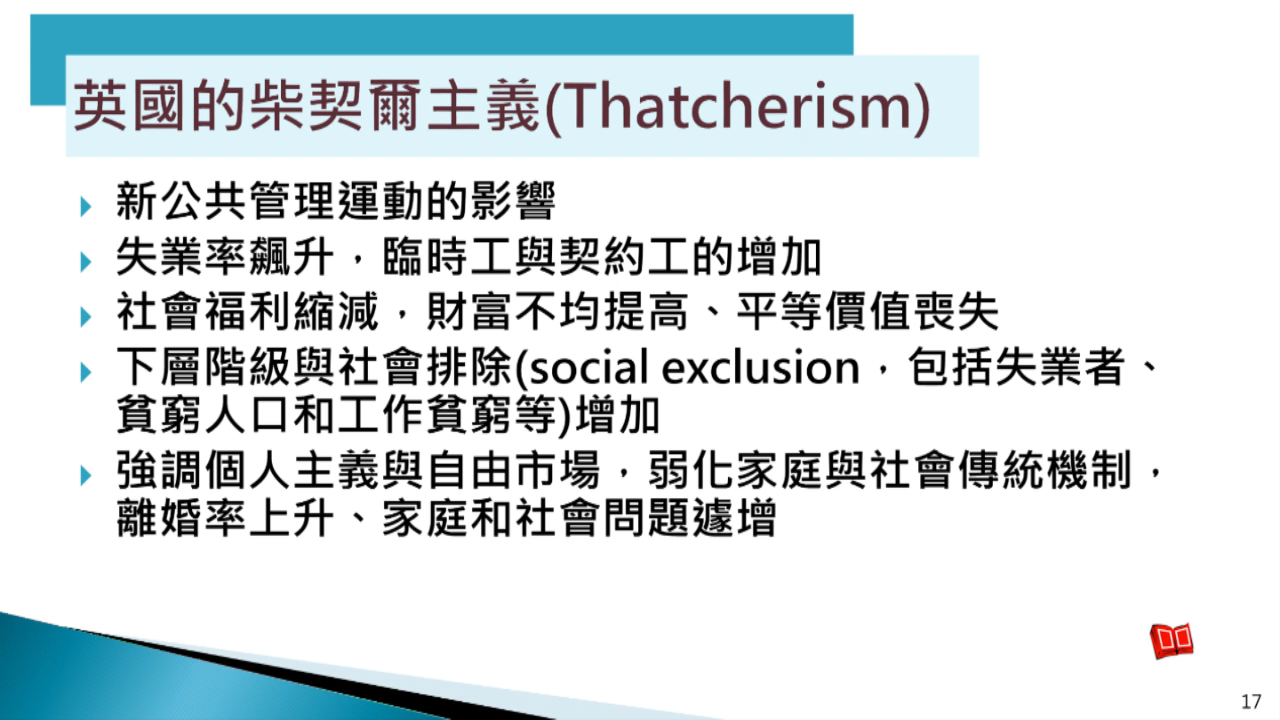 英國的柴契爾主義(Thatcherism)
新公共管理運動的影響
失業率飆升，臨時工與契約工的增加
社會福利縮減，財富不均提高、平等價值喪失
下層階級與社會排除(social exclusion，包括失業者、
貧窮人口和工作貧窮等)增加
強調個人主義與自由市場，弱化家庭與社會傳統機制，
離婚率上升、家庭和社會問題遽增
17